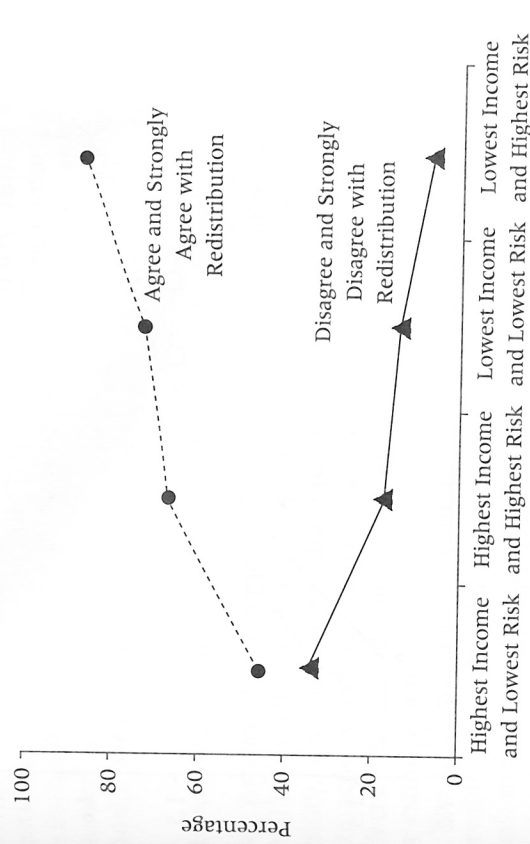 100
80
60
40
20
0
Percentage
Agree and Strongly
Agree with
Redistribution
Disagree and Strongly
Disagree with
Redistribution
Highest Income
and Lowest Risk
Highest Income
and Highest Risk
Lowest Income
and Lowest Risk
Lowest Income
and Highest Risk